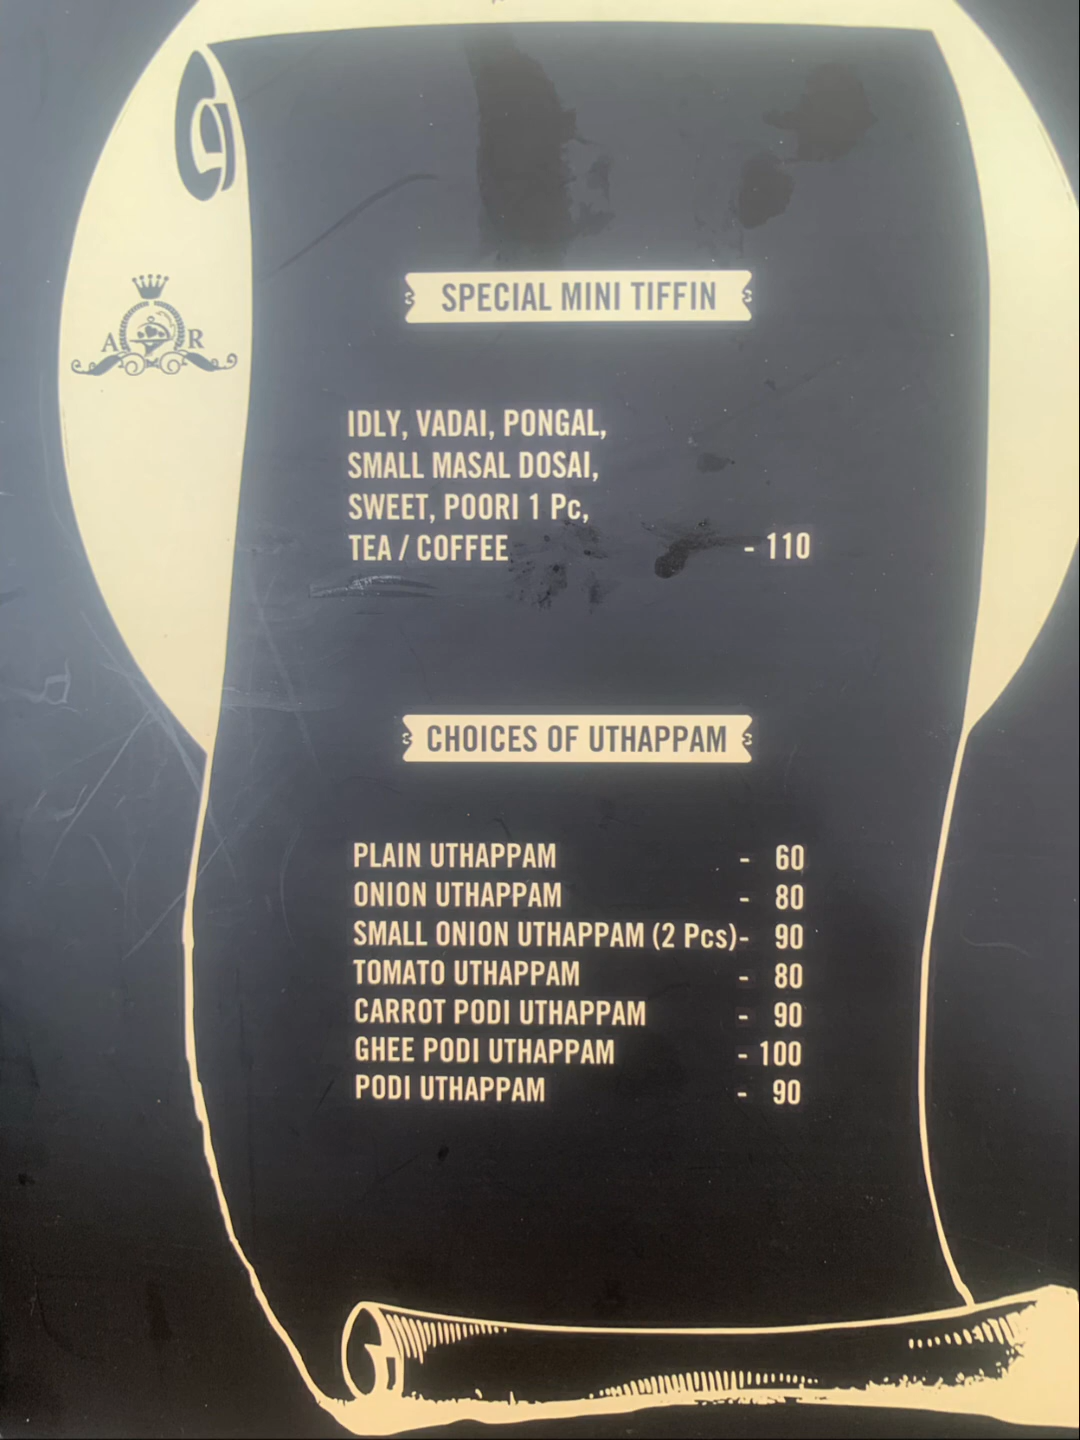 A R
SPECIAL MINI TIFFIN
IDLY, VADAI, PONGAL,
SMALL MASAL DOSAI,
SWEET, POORI 1 Pc,
TEA / COFFEE - 110
CHOICES OF UTHAPPAM
PLAIN UTHAPPAM - 60
ONION UTHAPPAM - 80
SMALL ONION UTHAPPAM (2 Pcs)- 90
TOMATO UTHAPPAM - 80
CARROT PODI UTHAPPAM - 90
GHEE PODI UTHAPPAM - 100
PODI UTHAPPAM - 90